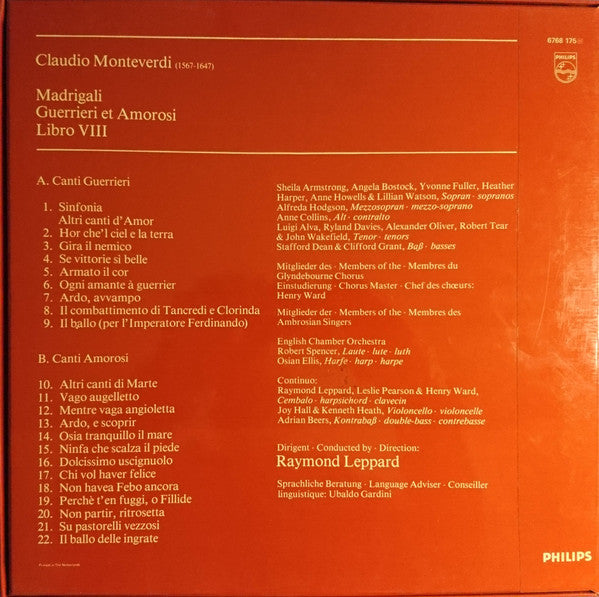 6768 175
PHILIPS
Claudio Monteverdi (1567-1647)
Madrigali
Guerrieri et Amorosi
Libro VIII
A. Canti Guerrieri
1. Sinfonia
Altri canti d'Amor
2. Hor che'l ciel e la terra
3. Gira il nemico
4. Se vittorie si belle
5. Armato il cor
6. Ogni amante à guerrier
7. Ardo, avvampo
8. Il combattimento di Tancredi e Clorinda
9. Il ballo (per l'Imperatore Ferdinando)
B. Canti Amorosi
10. Altri canti di Marte
11. Vago augelletto
12. Mentre vaga angioletta
13. Ardo, e scoprir
14. Osia tranquillo il mare
15. Ninfa che scalza il piede
16. Dolcissimo uscignuolo
17. Chi vol haver felice
18. Non havea Febo ancora
19. Perchè t'en fuggi, o Fillide
20. Non partir, ritrosetta
21. Su pastorelli vezzosi
22. Il ballo delle ingrate
Sheila Armstrong, Angela Bostock, Yvonne Fuller, Heather
Harper, Anne Howells & Lillian Watson, Sopran · sopranos
Alfreda Hodgson, Mezzosopran · mezzo-soprano
Anne Collins, Alt · contralto
Luigi Alva, Ryland Davies, Alexander Oliver, Robert Tear
& John Wakefield, Tenor · tenors
Stafford Dean & Clifford Grant, Baß · basses
Mitglieder des · Members of the · Membres du
Glyndebourne Chorus
Einstudierung · Chorus Master · Chef des chœurs:
Henry Ward
Mitglieder der · Members of the · Membres des
Ambrosian Singers
English Chamber Orchestra
Robert Spencer, Laute · lute · luth
Osian Ellis, Harfe · harp · harpe
Continuo:
Raymond Leppard, Leslie Pearson & Henry Ward,
Cembalo · harpsichord · clavecin
Joy Hall & Kenneth Heath, Violoncello · violoncelle
Adrian Beers, Kontrabaß · double-bass · contrebasse
Dirigent · Conducted by · Direction:
Raymond Leppard
Sprachliche Beratung · Language Adviser · Conseiller
linguistique: Ubaldo Gardini
Printed in The Netherlands
PHILIPS